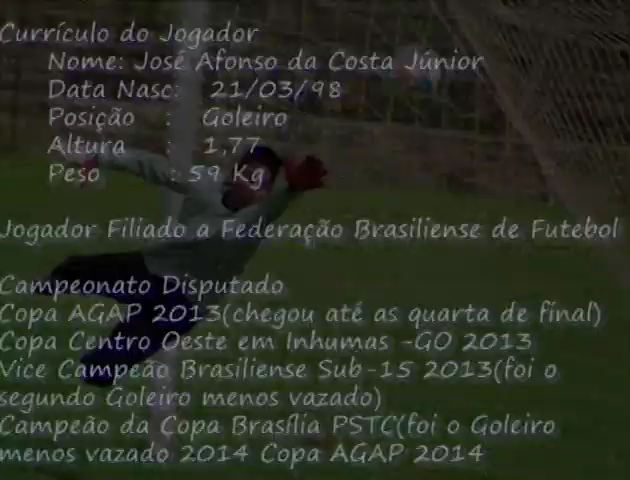 Currículo do Jogador
Nome: José Afonso da Costa Júnior
Data Nasc: 21/03/98
Posição : Goleiro
Altura : 1,77
Peso : 59 Kg
Jogador Filiado a Federação Brasiliense de Futebol
Campeonato Disputado
Copa AGAP 2013(chegou até as quarta de final)
Copa Centro Oeste em Inhumas -GO 2013
Vice Campeão Brasiliense Sub-15 2013(foi o
segundo Goleiro menos vazado)
Campeão da Copa Brasília PSTC(foi o Goleiro
menos vazado 2014 Copa AGAP 2014